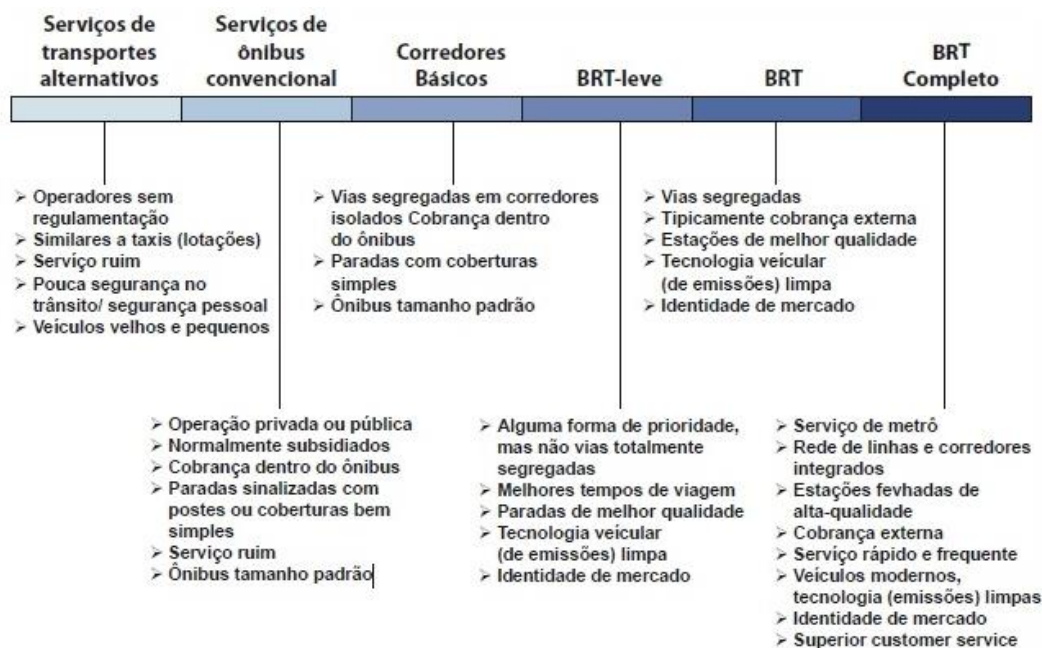 Serviços de
transportes
alternativos
Serviços de
ônibus
convencional
Corredores
Básicos
BRT-leve
BRT
BRT
Completo
➢ Operadores sem
regulamentação
➢ Similares a taxis (lotações)
➢ Serviço ruim
➢ Pouca segurança no
trânsito/ segurança pessoal
➢ Veículos velhos e pequenos
➢ Vias segregadas em corredores
isolados Cobrança dentro
do ônibus
➢ Paradas com coberturas
simples
➢ Ônibus tamanho padrão
➢ Vias segregadas
➢ Tipicamente cobrança externa
➢ Estações de melhor qualidade
➢ Tecnologia veícular
(de emissões) limpa
➢ Identidade de mercado
➢ Operação privada ou pública
➢ Normalmente subsidiados
➢ Cobrança dentro do ônibus
➢ Paradas sinalizadas com
postes ou coberturas bem
simples
➢ Serviço ruim
➢ Ônibus tamanho padrão
➢ Alguma forma de prioridade,
mas não vias totalmente
segregadas
➢ Melhores tempos de viagem
➢ Paradas de melhor qualidade
➢ Tecnologia veícular
(de emissões) limpa
➢ Identidade de mercado
➢ Serviço de metrô
➢ Rede de linhas e corredores
integrados
➢ Estações fevhadas de
alta-qualidade
➢ Cobrança externa
➢ Servíço rápido e frequente
➢ Veículos modernos,
tecnologia (emissões) limpas
➢ Identidade de mercado
➢ Superior customer service